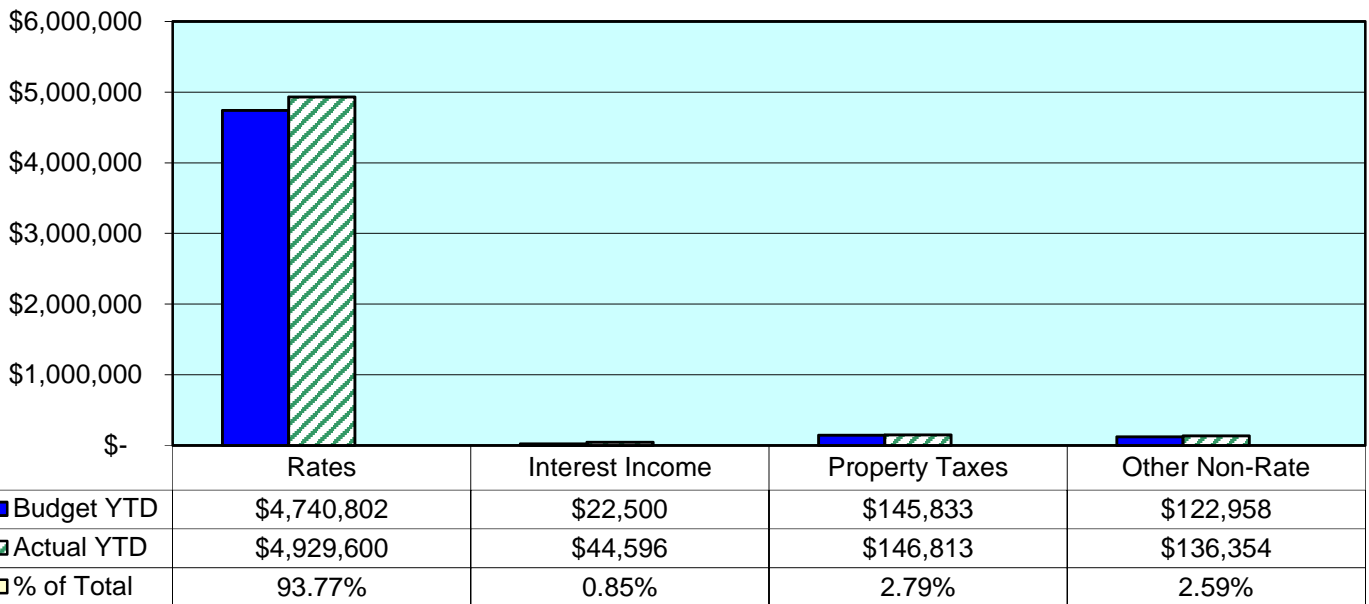 $6,000,000
$5,000,000
$4,000,000
$3,000,000
$2,000,000
$1,000,000
$-
Rates Interest Income Property Taxes Other Non-Rate
Budget YTD $4,740,802 $22,500 $145,833 $122,958
Actual YTD $4,929,600 $44,596 $146,813 $136,354
% of Total 93.77% 0.85% 2.79% 2.59%